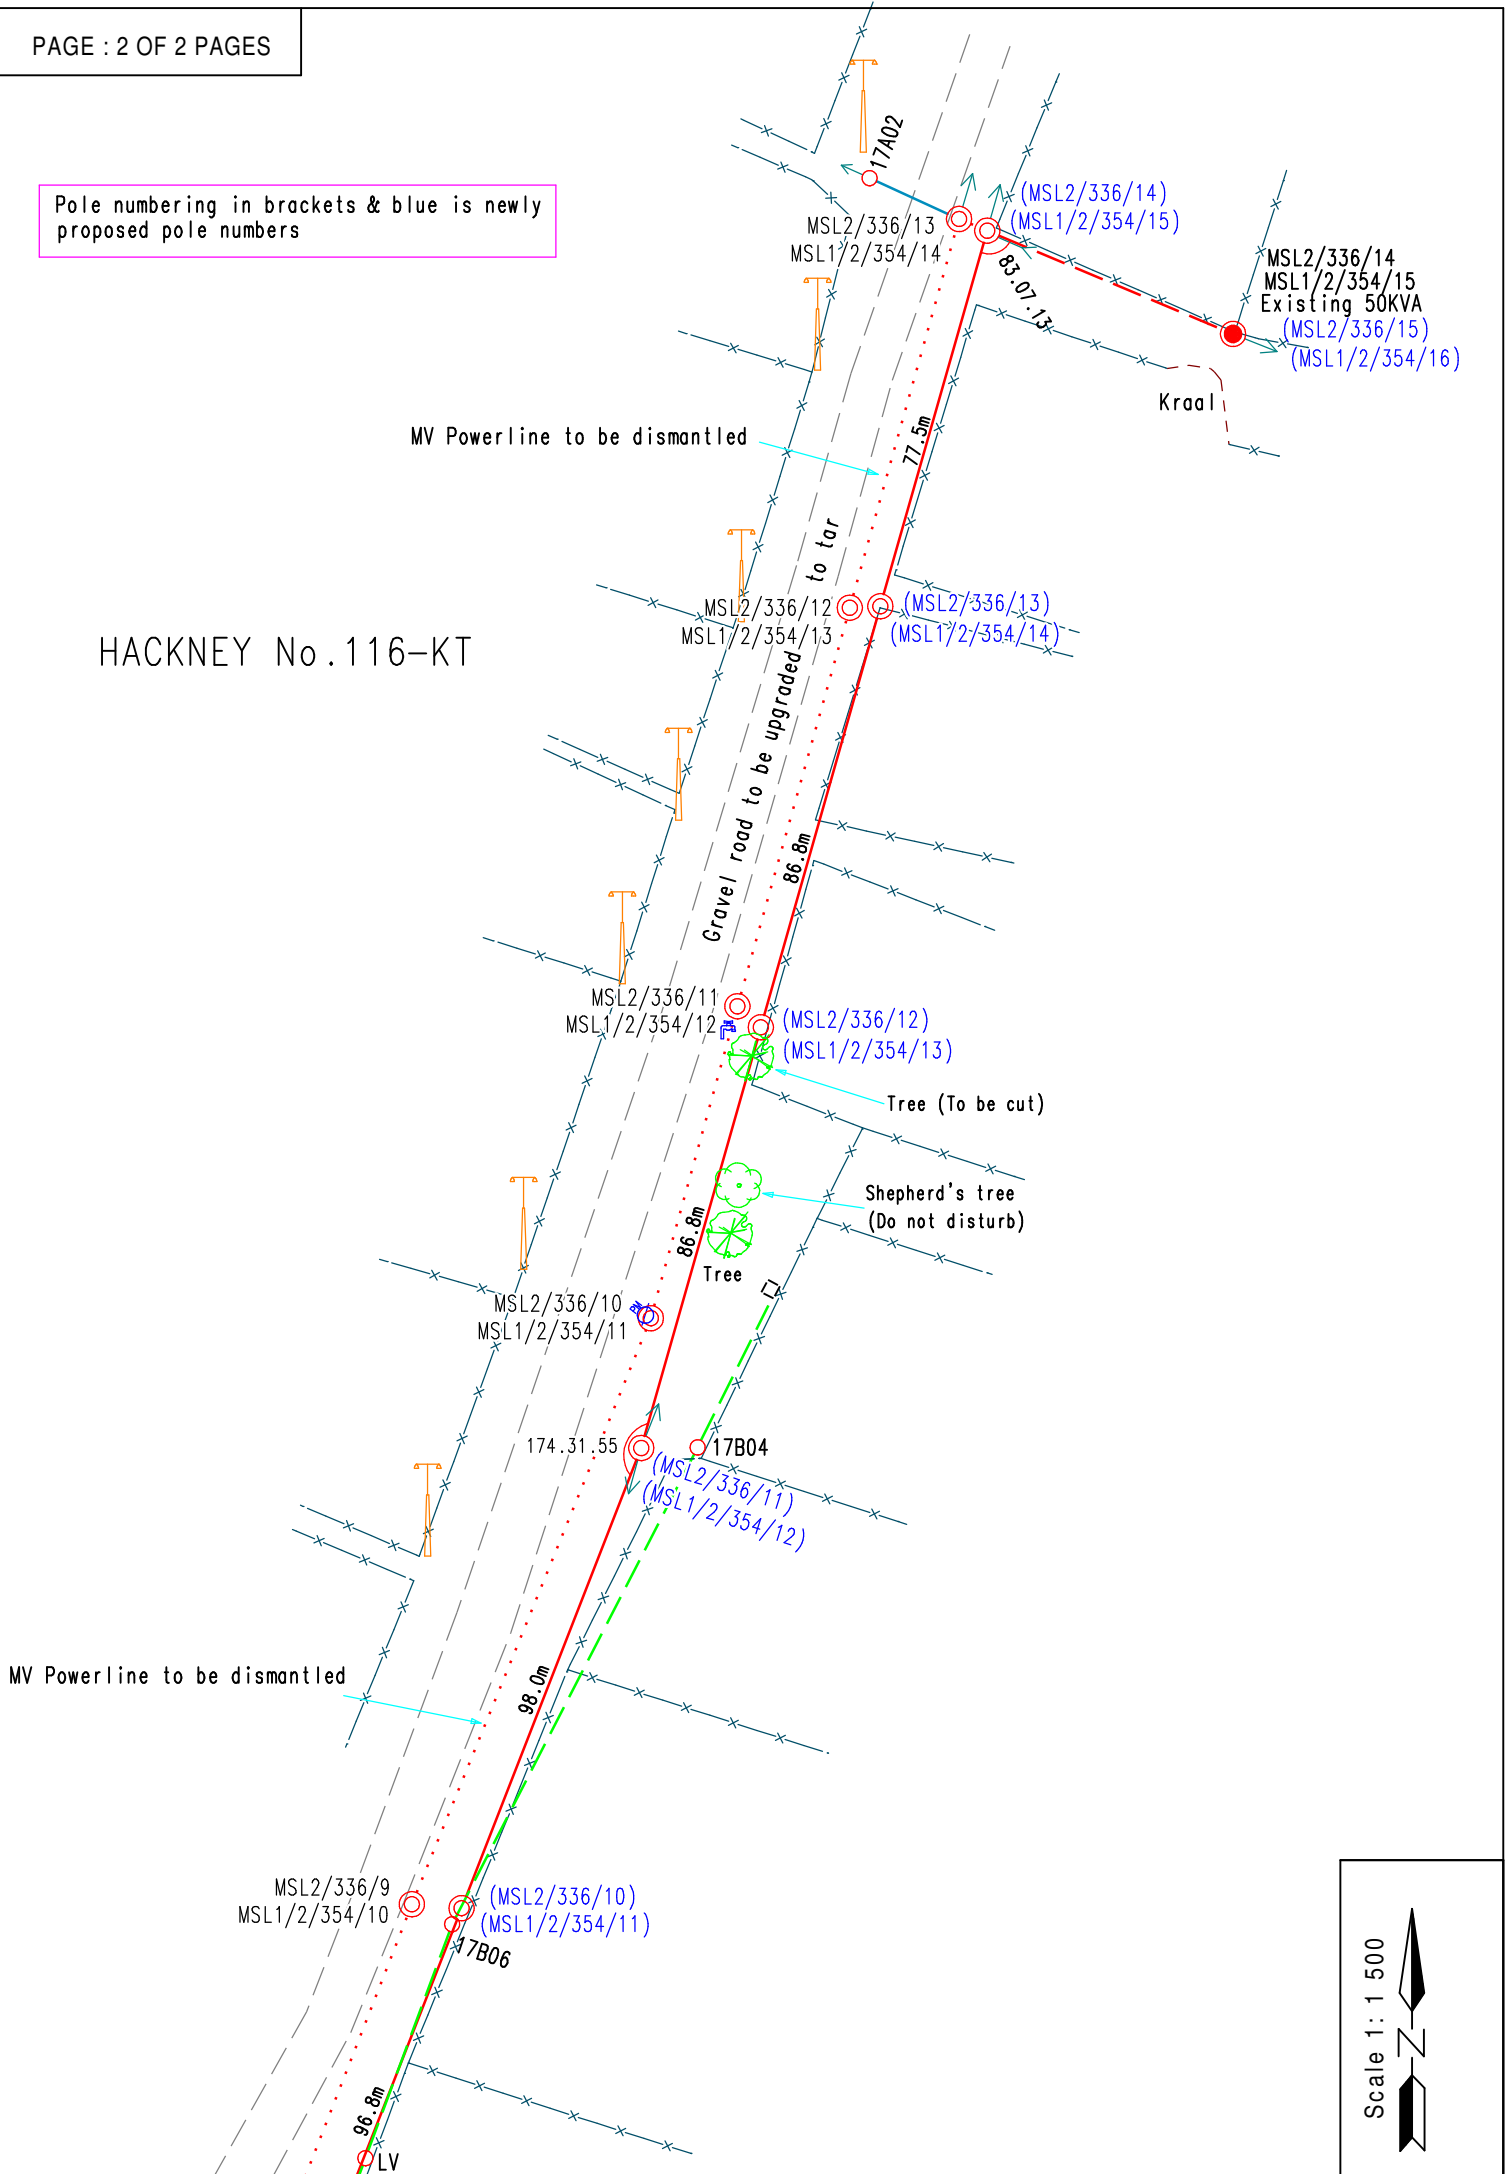 PAGE : 2 OF 2 PAGES
Pole numbering in brackets & blue is newly
proposed pole numbers
17A02
(MSL2/336/14)
(MSL1/2/354/15)
MSL2/336/13
MSL1/2/354/14
83.07.13
MSL2/336/14
MSL1/2/354/15
Existing 50KVA
(MSL2/336/15)
(MSL1/2/354/16)
Kraal
MV Powerline to be dismantled
77.5m
Gravel road to be upgraded to tar
MSL2/336/12
MSL1/2/354/13
(MSL2/336/13)
(MSL1/2/354/14)
HACKNEY No.116-KT
86.8m
MSL2/336/11
MSL1/2/354/12
(MSL2/336/12)
(MSL1/2/354/13)
Tree (To be cut)
Shepherd's tree
(Do not disturb)
86.8m
Tree
MSL2/336/10
MSL1/2/354/11
174.31.55
17B04
(MSL2/336/11)
(MSL1/2/354/12)
MV Powerline to be dismantled
98.0m
MSL2/336/9
MSL1/2/354/10
(MSL2/336/10)
(MSL1/2/354/11)
17B06
96.8m
LV
Scale 1: 1 500
N